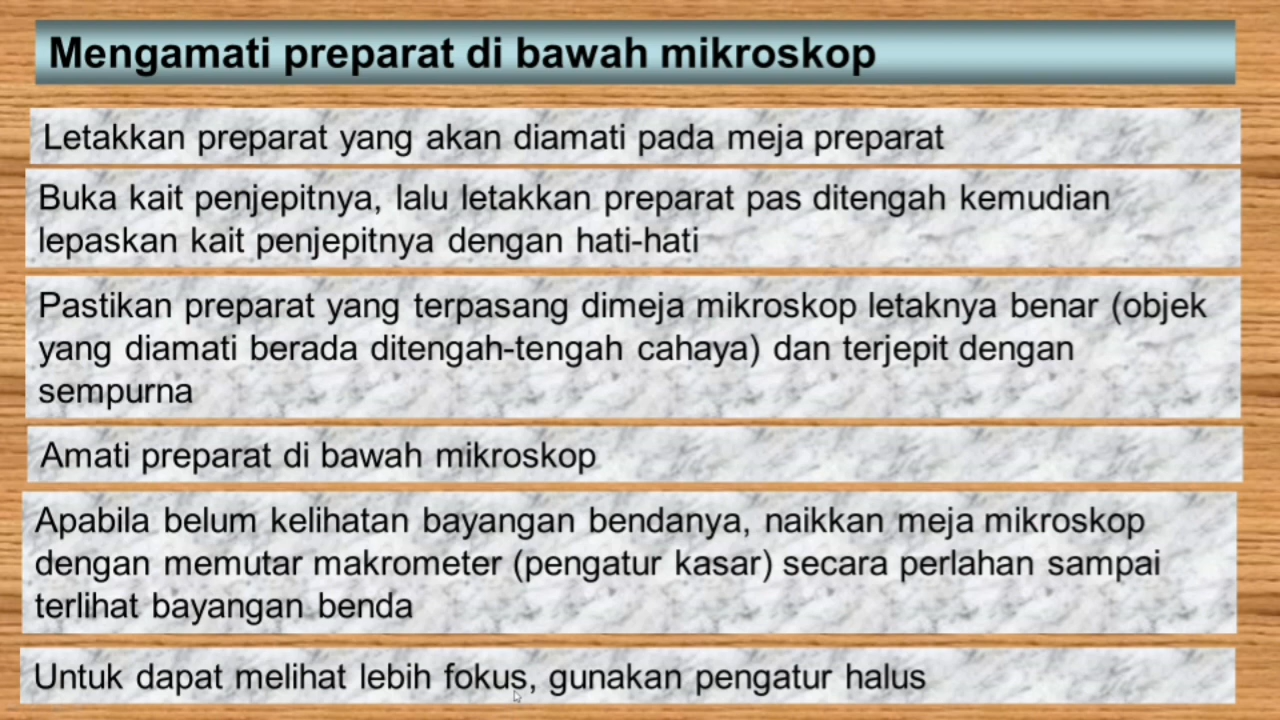 Mengamati preparat di bawah mikroskop
Letakkan preparat yang akan diamati pada meja preparat
Buka kait penjepitnya, lalu letakkan preparat pas ditengah kemudian
lepaskan kait penjepitnya dengan hati-hati
Pastikan preparat yang terpasang dimeja mikroskop letaknya benar (objek
yang diamati berada ditengah-tengah cahaya) dan terjepit dengan
sempurna
Amati preparat di bawah mikroskop
Apabila belum kelihatan bayangan bendanya, naikkan meja mikroskop
dengan memutar makrometer (pengatur kasar) secara perlahan sampai
terlihat bayangan benda
Untuk dapat melihat lebih fokus, gunakan pengatur halus